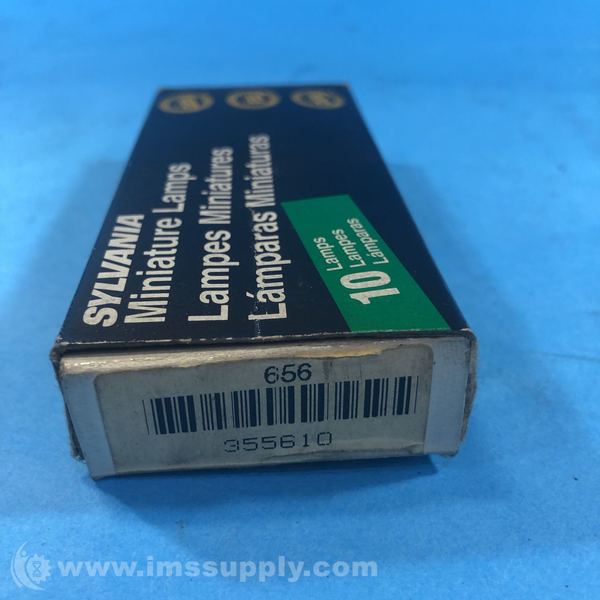 SYLVANIA
Miniature Lamps
Lampes Miniatures
Lámparas Miniaturas
10
Lamps
Lampes
Lámparas
656
355610
www.imssupply.com